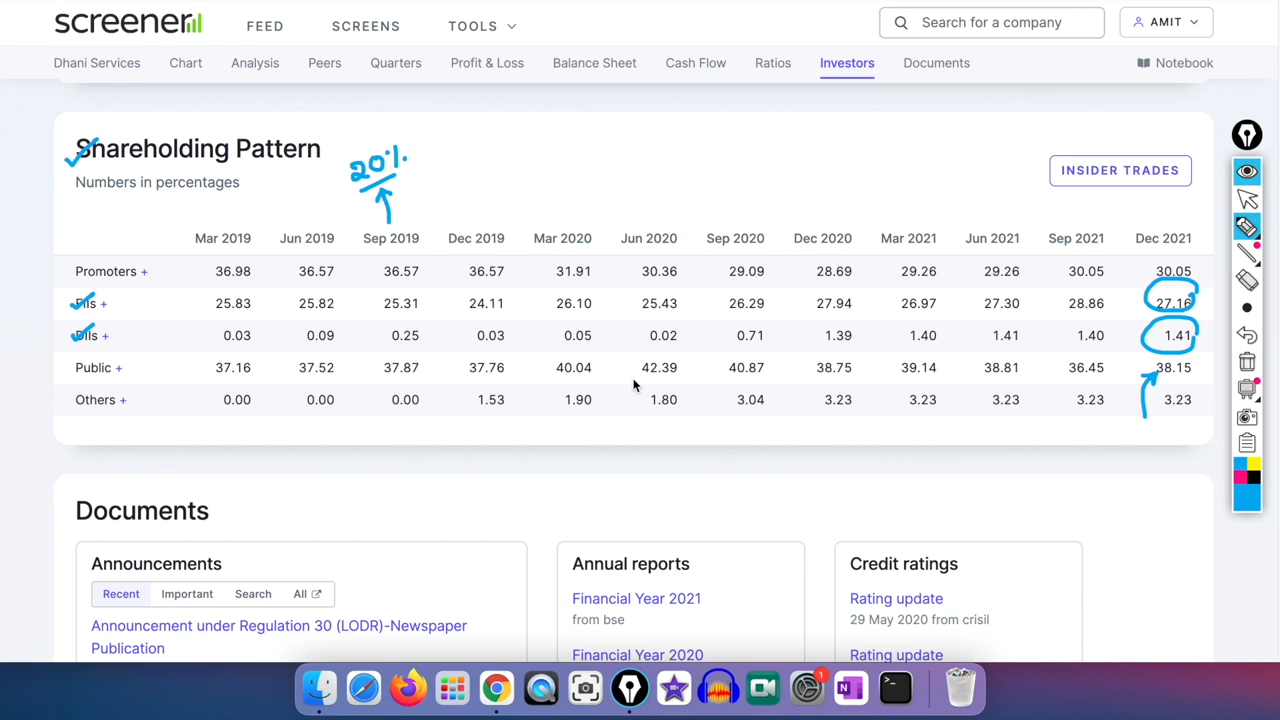 screener FEED SCREENS TOOLS Search for a company AMIT
Dhani Services Chart Analysis Peers Quarters Profit & Loss Balance Sheet Cash Flow Ratios Investors Documents Notebook
Shareholding Pattern
20%
Numbers in percentages
INSIDER TRADES
Mar 2019 Jun 2019 Sep 2019 Dec 2019 Mar 2020 Jun 2020 Sep 2020 Dec 2020 Mar 2021 Jun 2021 Sep 2021 Dec 2021
Promoters + 36.98 36.57 36.57 36.57 31.91 30.36 29.09 28.69 29.26 29.26 30.05 30.05
FIIs + 25.83 25.82 25.31 24.11 26.10 25.43 26.29 27.94 26.97 27.30 28.86 27.16
DIIs + 0.03 0.09 0.25 0.03 0.05 0.02 0.71 1.39 1.40 1.41 1.40 1.41
Public + 37.16 37.52 37.87 37.76 40.04 42.39 40.87 38.75 39.14 38.81 36.45 38.15
Others + 0.00 0.00 0.00 1.53 1.90 1.80 3.04 3.23 3.23 3.23 3.23 3.23
Documents
Announcements Annual reports Credit ratings
Recent Important Search All
Financial Year 2021 Rating update
from bse 29 May 2020 from crisil
Announcement under Regulation 30 (LODR)-Newspaper
Publication
Financial Year 2020 Rating update
1